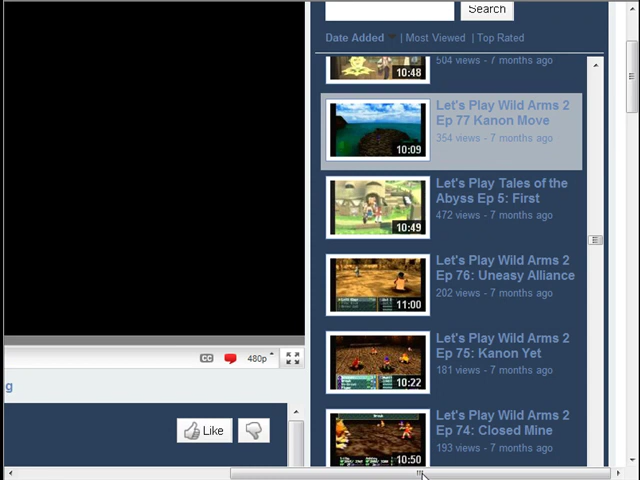 Search
Date Added | Most Viewed | Top Rated
504 views - 7 months ago
10:48
Let's Play Wild Arms 2
Ep 77 Kanon Move
354 views - 7 months ago
10:09
Let's Play Tales of the
Abyss Ep 5: First
472 views - 7 months ago
10:49
Let's Play Wild Arms 2
Ep 76: Uneasy Alliance
202 views - 7 months ago
11:00
Let's Play Wild Arms 2
Ep 75: Kanon Yet
181 views - 7 months ago
10:22
Let's Play Wild Arms 2
Ep 74: Closed Mine
193 views - 7 months ago
10:50
CC
480p
g
Like